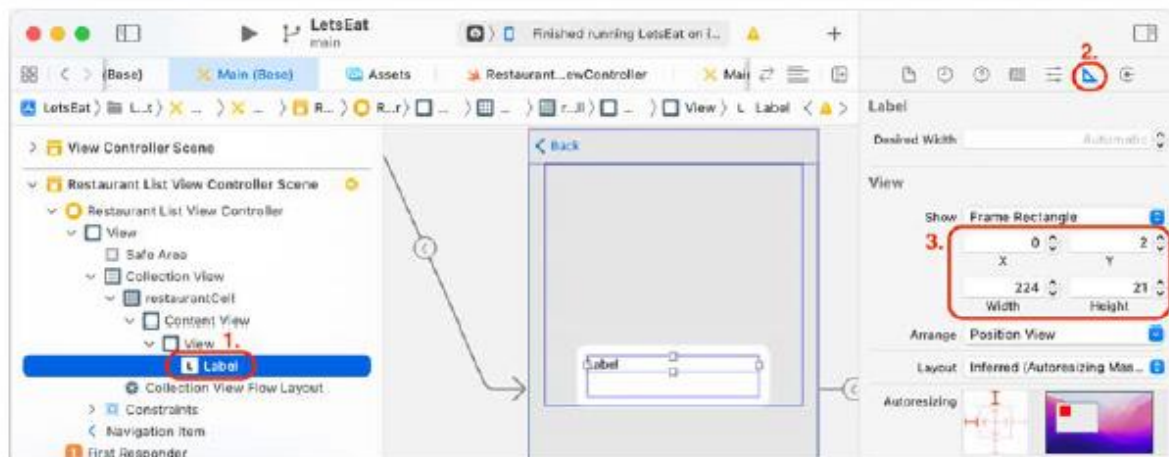 LetsEat
main
Finished running LetsEat on i...
(Base)
Main (Base)
Assets
Restaurant...ewController
Mai
2.
LetsEat
L...t
R...
R...r
r...ll
View
L Label
Label
View Controller Scene
Restaurant List View Controller Scene
Restaurant List View Controller
View
Safe Area
Collection View
restaurantCell
Content View
View
1.
L Label
Collection View Flow Layout
Constraints
Navigation Item
First Responder
Back
Label
Desired Width
Automatic
View
Show
Frame Rectangle
3.
0
2
X
Y
224
21
Width
Height
Arrange
Position View
Layout
Inferred (Autoresizing Mas...
Autoresizing